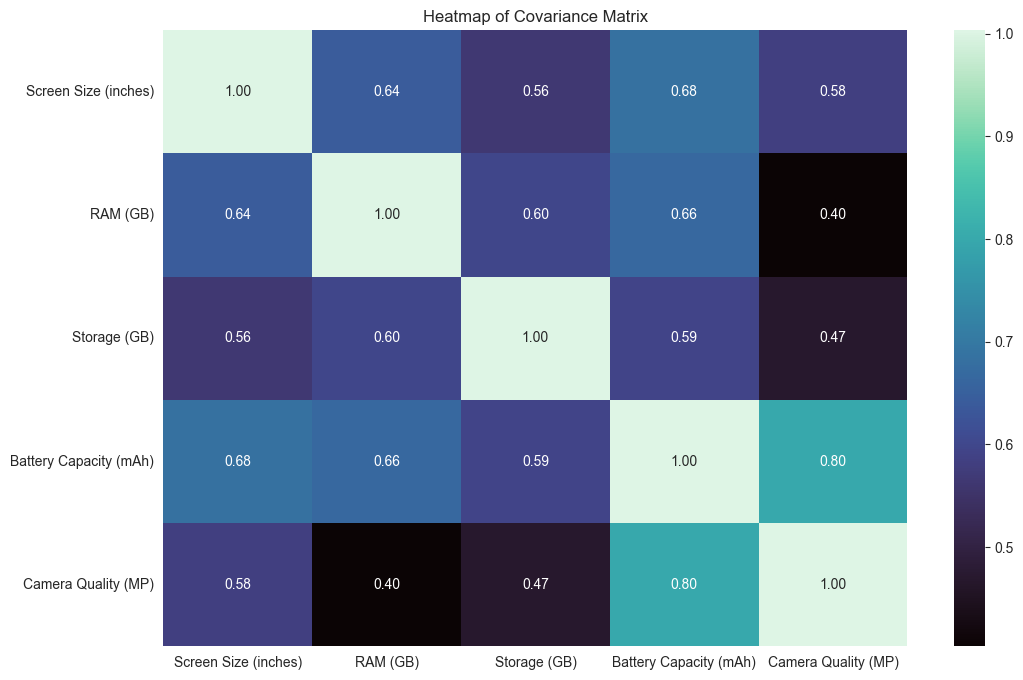 Heatmap of Covariance Matrix
Screen Size (inches) 1.00 0.64 0.56 0.68 0.58
RAM (GB) 0.64 1.00 0.60 0.66 0.40
Storage (GB) 0.56 0.60 1.00 0.59 0.47
Battery Capacity (mAh) 0.68 0.66 0.59 1.00 0.80
Camera Quality (MP) 0.58 0.40 0.47 0.80 1.00
Screen Size (inches) RAM (GB) Storage (GB) Battery Capacity (mAh) Camera Quality (MP)
1.0
0.9
0.8
0.7
0.6
0.5